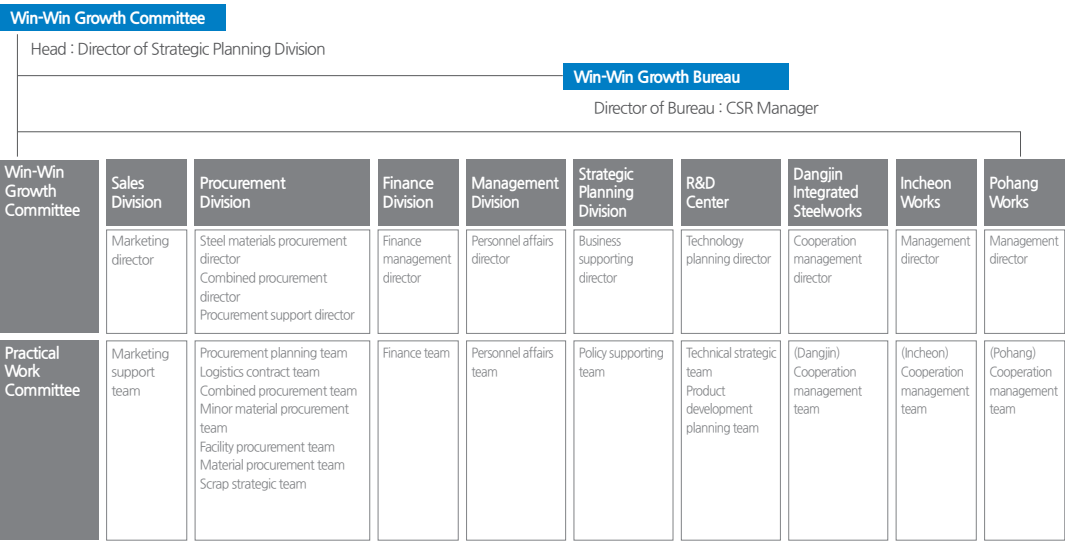 Win-Win Growth Committee
Head : Director of Strategic Planning Division
Win-Win Growth Bureau
Director of Bureau : CSR Manager
Win-Win
Growth
Committee
Sales
Division
Procurement
Division
Finance
Division
Management
Division
Strategic
Planning
Division
R&D
Center
Dangjin
Integrated
Steelworks
Incheon
Works
Pohang
Works
Marketing
director
Steel materials procurement
director
Combined procurement
director
Procurement support director
Finance
management
director
Personnel affairs
director
Business
supporting
director
Technology
planning director
Cooperation
management
director
Management
director
Management
director
Practical
Work
Committee
Marketing
support
team
Procurement planning team
Logistics contract team
Combined procurement team
Minor material procurement
team
Facility procurement team
Material procurement team
Scrap strategic team
Finance team
Personnel affairs
team
Policy supporting
team
Technical strategic
team
Product
development
planning team
(Dangjin)
Cooperation
management
team
(Incheon)
Cooperation
management
team
(Pohang)
Cooperation
management
team